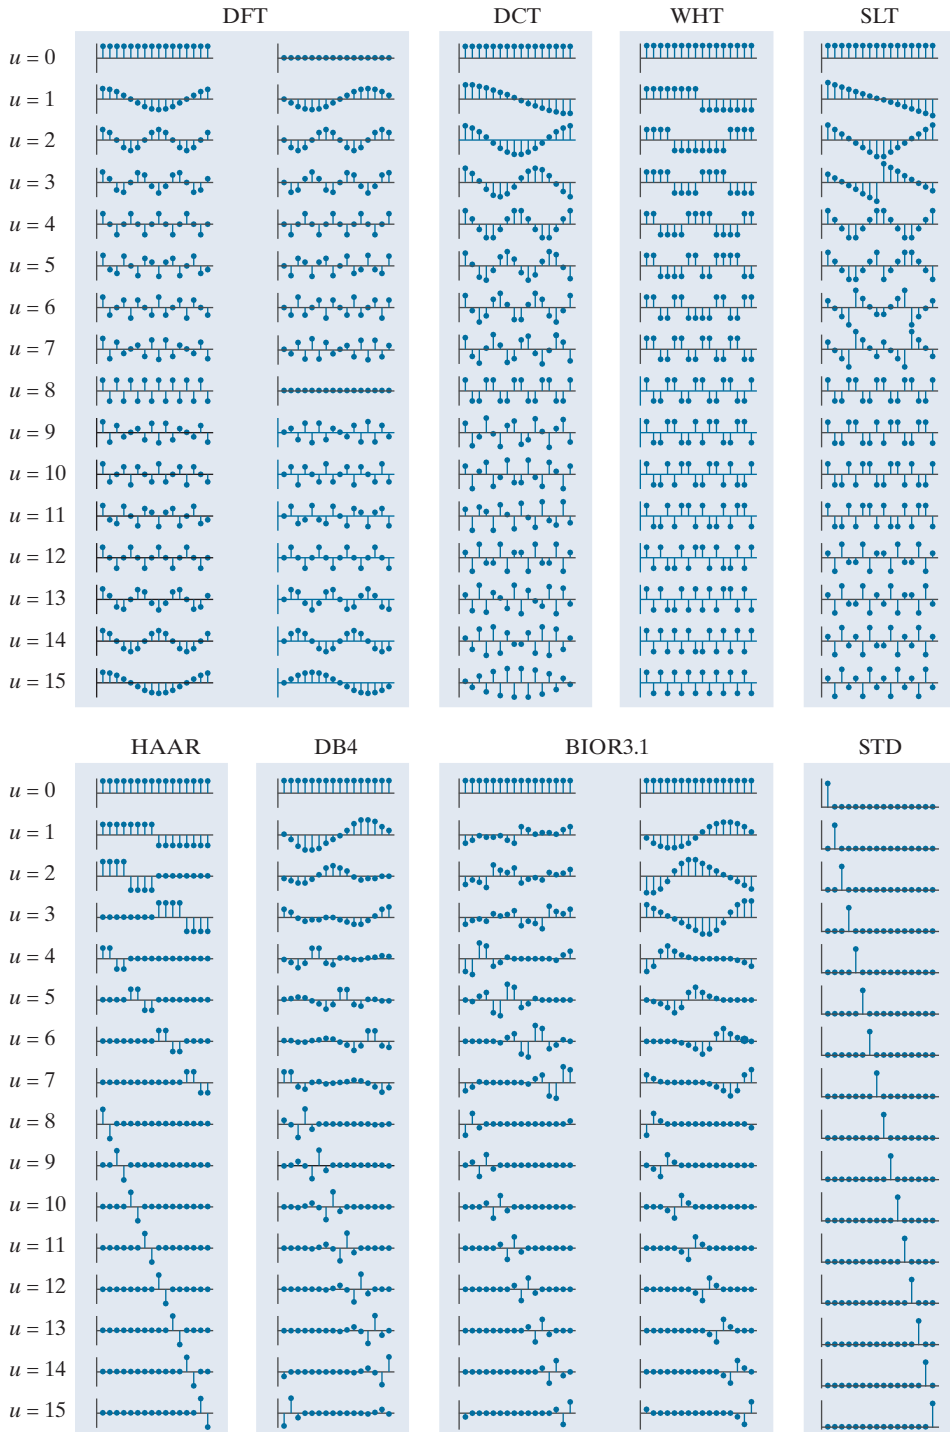 DFT DCT WHT SLT
u = 0
u = 1
u = 2
u = 3
u = 4
u = 5
u = 6
u = 7
u = 8
u = 9
u = 10
u = 11
u = 12
u = 13
u = 14
u = 15
HAAR DB4 BIOR3.1 STD
u = 0
u = 1
u = 2
u = 3
u = 4
u = 5
u = 6
u = 7
u = 8
u = 9
u = 10
u = 11
u = 12
u = 13
u = 14
u = 15